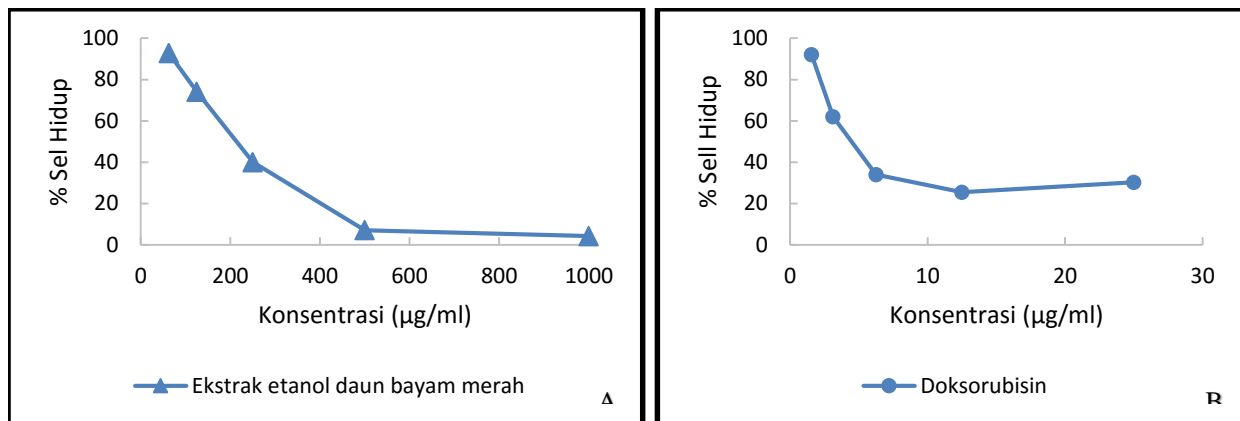 100
80
60
40
20
0
% Sel Hidup
0 200 400 600 800 1000
Konsentrasi (µg/ml)
Ekstrak etanol daun bayam merah
A
100
80
60
40
20
0
% Sell Hidup
0 10 20 30
Konsentrasi (µg/ml)
Doksorubisin
B